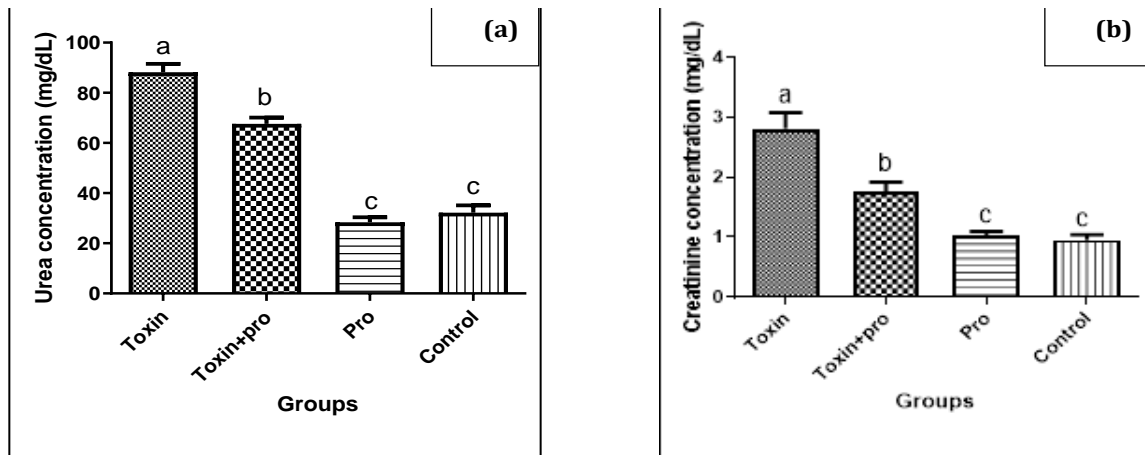 (a)
Urea concentration (mg/dL)
100
80
60
40
20
0
a
b
c
c
Toxin
Toxin+pro
Pro
Control
Groups
(b)
Creatinine concentration (mg/dL)
4
3
2
1
0
a
b
c
c
Toxin
Toxin+pro
Pro
Control
Groups